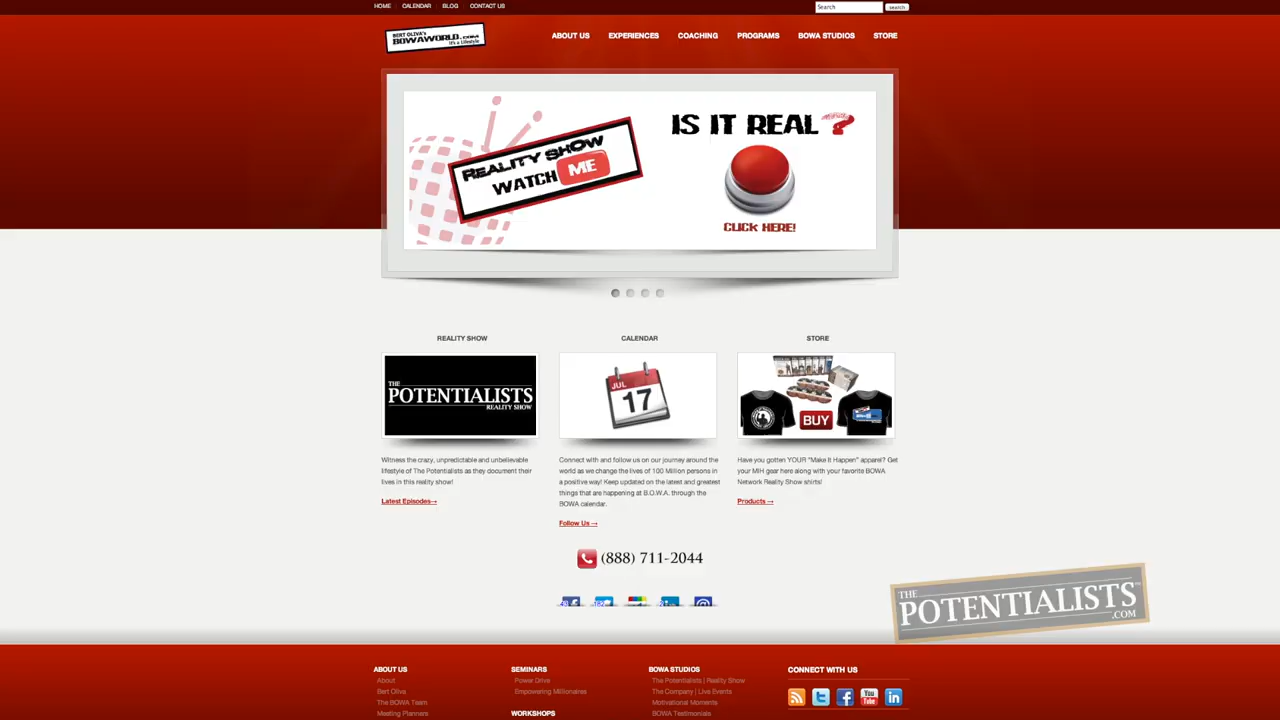 HOME
CALENDAR
BLOG
CONTACT US
Search
search
BERT OLIVA's
BOWAWORLD.COM
It's a Lifestyle
ABOUT US
EXPERIENCES
COACHING
PROGRAMS
BOWA STUDIOS
STORE
REALITY SHOW
WATCH ME
IS IT REAL ?
CLICK HERE!
REALITY SHOW
THE
POTENTIALISTS
REALITY SHOW
Witness the crazy, unpredictable and unbelievable
lifestyle of The Potentialists as they document their
lives in this reality show!
Latest Episodes→
CALENDAR
JUL
17
Connect with and follow us on our journey around the
world as we change the lives of 100 Million persons in
a positive way! Keep updated on the latest and greatest
things that are happening at B.O.W.A. through the
BOWA calendar.
Follow Us →
STORE
BUY
Have you gotten YOUR "Make It Happen" apparel? Get
your MIH gear here along with your favorite BOWA
Network Reality Show shirts!
Products →
(888) 711-2044
THE
POTENTIALISTS
.COM
ABOUT US
About
Bert Oliva
The BOWA Team
Meeting Planners
SEMINARS
Power Drive
Empowering Millionaires
WORKSHOPS
BOWA STUDIOS
The Potentialists | Reality Show
The Company | Live Events
Motivational Moments
BOWA Testimonials
CONNECT WITH US
You
Tube
in